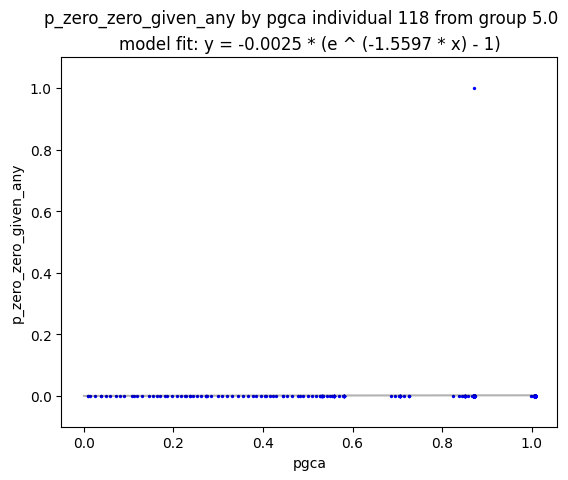 p_zero_zero_given_any by pgca individual 118 from group 5.0
model fit: y = -0.0025 * (e ^ (-1.5597 * x) - 1)
1.0
0.8
0.6
0.4
0.2
0.0
p_zero_zero_given_any
0.0 0.2 0.4 0.6 0.8 1.0
pgca